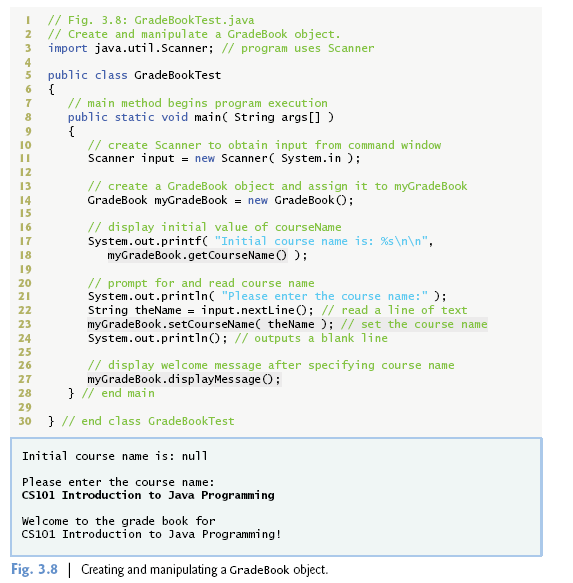 1 // Fig. 3.8: GradeBookTest.java
2 // Create and manipulate a GradeBook object.
3 import java.util.Scanner; // program uses Scanner
4
5 public class GradeBookTest
6 {
7 // main method begins program execution
8 public static void main( String args[] )
9 {
10 // create Scanner to obtain input from command window
11 Scanner input = new Scanner( System.in );
12
13 // create a GradeBook object and assign it to myGradeBook
14 GradeBook myGradeBook = new GradeBook();
15
16 // display initial value of courseName
17 System.out.printf( "Initial course name is: %s\n\n",
18 myGradeBook.getCourseName() );
19
20 // prompt for and read course name
21 System.out.println( "Please enter the course name:" );
22 String theName = input.nextLine(); // read a line of text
23 myGradeBook.setCourseName( theName ); // set the course name
24 System.out.println(); // outputs a blank line
25
26 // display welcome message after specifying course name
27 myGradeBook.displayMessage();
28 } // end main
29
30 } // end class GradeBookTest
Initial course name is: null
Please enter the course name:
CS101 Introduction to Java Programming
Welcome to the grade book for
CS101 Introduction to Java Programming!
Fig. 3.8 | Creating and manipulating a GradeBook object.